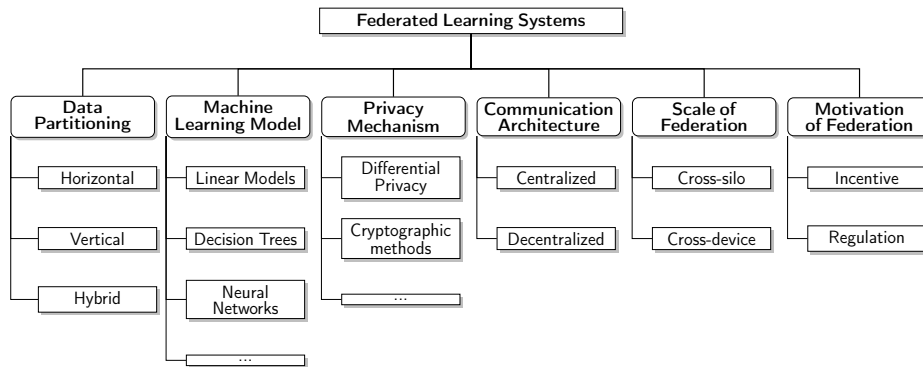 Federated Learning Systems
Data
Partitioning
Horizontal
Vertical
Hybrid
Machine
Learning Model
Linear Models
Decision Trees
Neural
Networks
...
Privacy
Mechanism
Differential
Privacy
Cryptographic
methods
...
Communication
Architecture
Centralized
Decentralized
Scale of
Federation
Cross-silo
Cross-device
Motivation
of Federation
Incentive
Regulation